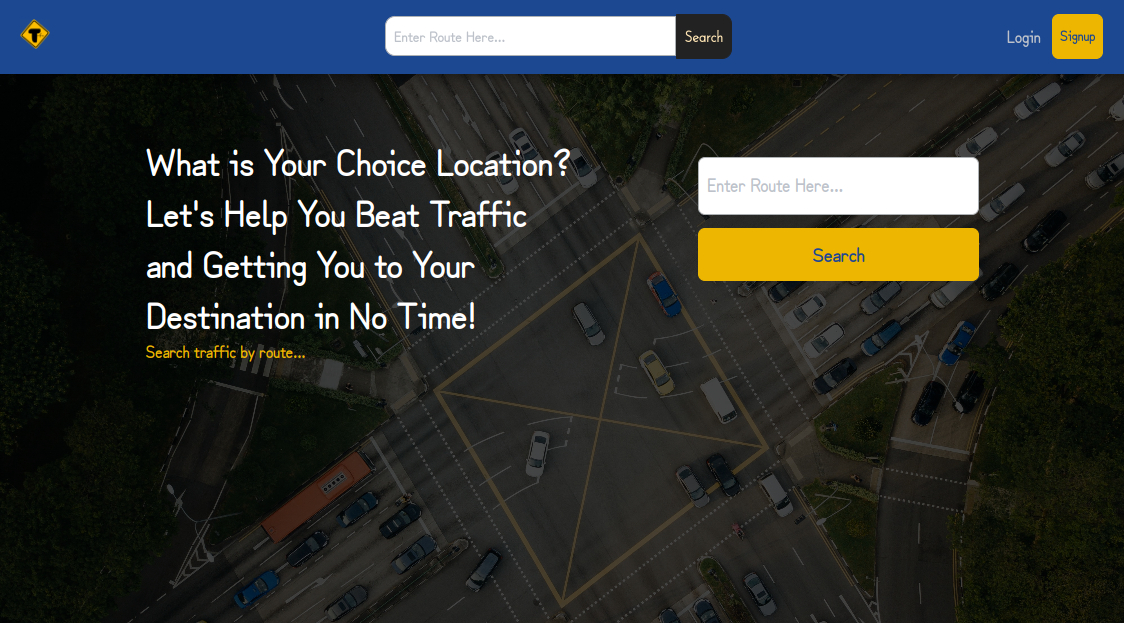 T
Enter Route Here...
Search
Login
Signup
What is Your Choice Location?
Let's Help You Beat Traffic
and Getting You to Your
Destination in No Time!
Search traffic by route...
Enter Route Here...
Search